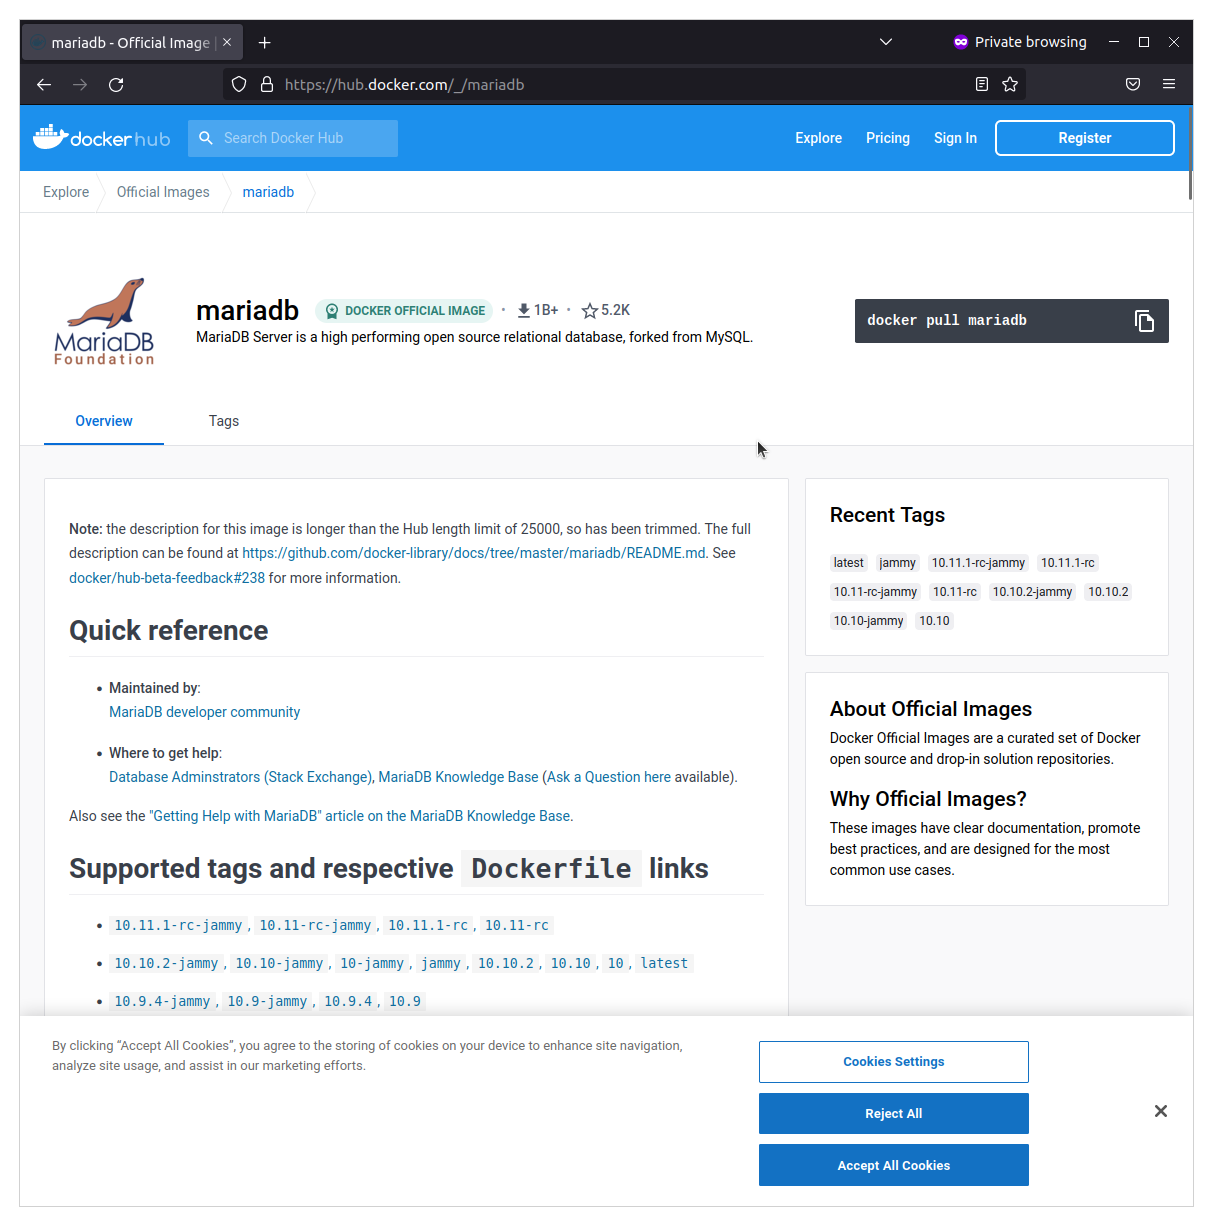 mariadb - Official Image |
Private browsing
https://hub.docker.com/_/mariadb
docker hub
Search Docker Hub
Explore
Pricing
Sign In
Register
Explore
Official Images
mariadb
MariaDB
Foundation
mariadb
DOCKER OFFICIAL IMAGE
· 1B+ · 5.2K
MariaDB Server is a high performing open source relational database, forked from MySQL.
docker pull mariadb
Overview
Tags
Note: the description for this image is longer than the Hub length limit of 25000, so has been trimmed. The full
description can be found at https://github.com/docker-library/docs/tree/master/mariadb/README.md. See
docker/hub-beta-feedback#238 for more information.
Quick reference
• Maintained by:
MariaDB developer community
• Where to get help:
Database Adminstrators (Stack Exchange), MariaDB Knowledge Base (Ask a Question here available).
Also see the "Getting Help with MariaDB" article on the MariaDB Knowledge Base.
Supported tags and respective Dockerfile links
• 10.11.1-rc-jammy, 10.11-rc-jammy, 10.11.1-rc, 10.11-rc
• 10.10.2-jammy, 10.10-jammy, 10-jammy, jammy, 10.10.2, 10.10, 10, latest
• 10.9.4-jammy, 10.9-jammy, 10.9.4, 10.9
Recent Tags
latest jammy 10.11.1-rc-jammy 10.11.1-rc
10.11-rc-jammy 10.11-rc 10.10.2-jammy 10.10.2
10.10-jammy 10.10
About Official Images
Docker Official Images are a curated set of Docker
open source and drop-in solution repositories.
Why Official Images?
These images have clear documentation, promote
best practices, and are designed for the most
common use cases.
By clicking “Accept All Cookies”, you agree to the storing of cookies on your device to enhance site navigation,
analyze site usage, and assist in our marketing efforts.
Cookies Settings
Reject All
Accept All Cookies